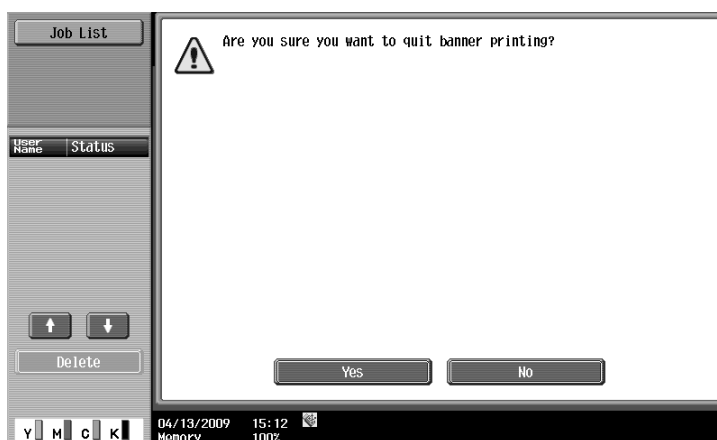 Job List
Are you sure you want to quit banner printing?
User Name Status
Delete
Yes No
04/13/2009 15:12
Memory 100%
Y M C K